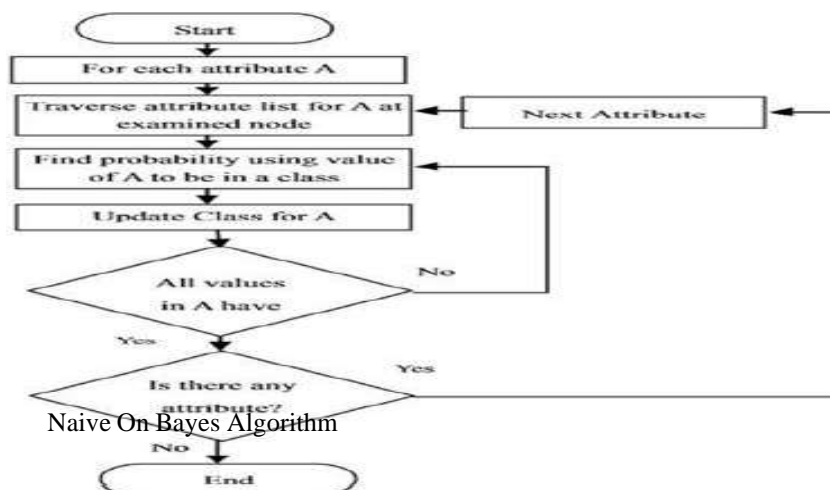 Start
For each attribute A
Traverse attribute list for A at
examined node
Next Attribute
Find probability using value
of A to be in a class
Update Class for A
All values
in A have
No
Yes
Is there any
attribute?
Yes
Naive On Bayes Algorithm
No
End